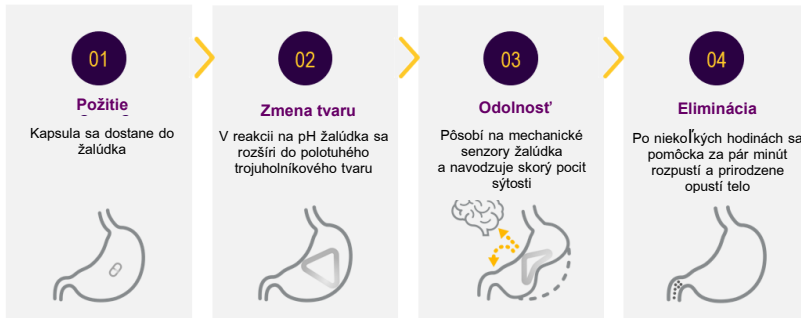 01
Požitie
Kapsula sa dostane do
žalúdka
02
Zmena tvaru
V reakcii na pH žalúdka sa
rozšíri do polotuhého
trojuholníkového tvaru
03
Odolnosť
Pôsobí na mechanické
senzory žalúdka
a navodzuje skorý pocit
sýtosti
04
Eliminácia
Po niekoľkých hodinách sa
pomôcka za pár minút
rozpustí a prirodzene
opustí telo